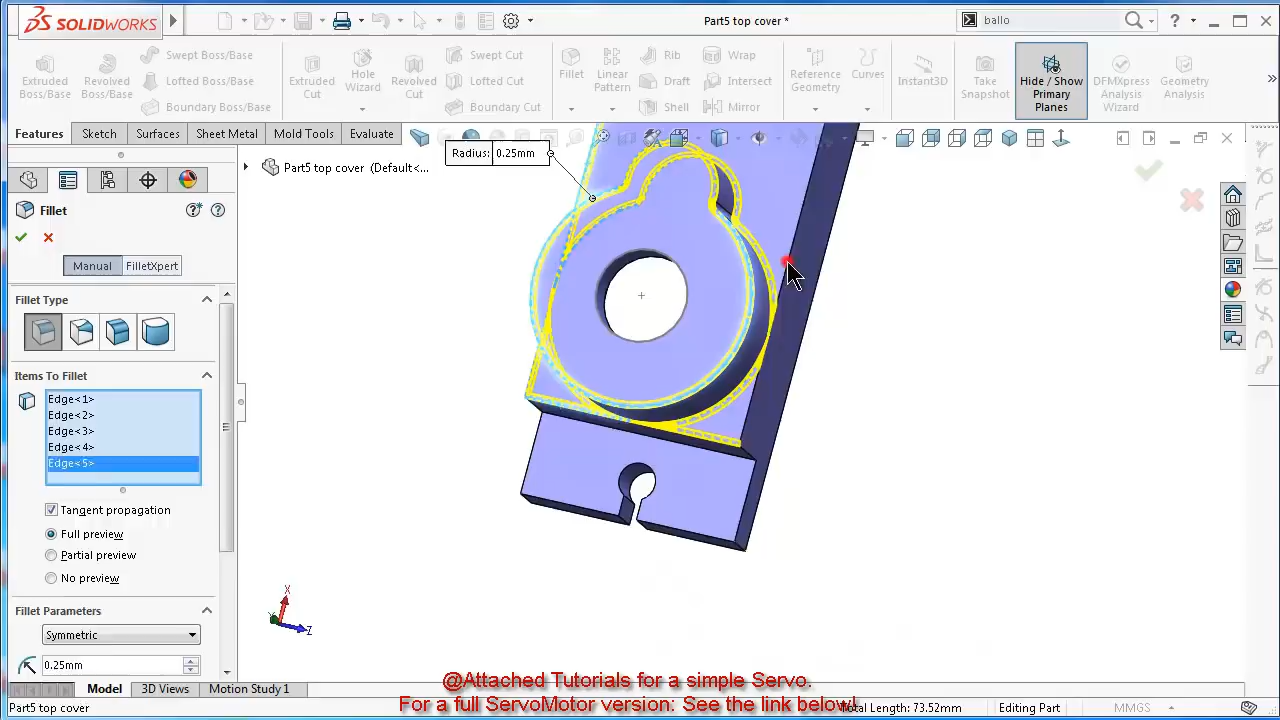 SOLIDWORKS
Part5 top cover *
ballo
Extruded Boss/Base
Revolved Boss/Base
Swept Boss/Base
Lofted Boss/Base
Boundary Boss/Base
Extruded Cut
Hole Wizard
Revolved Cut
Swept Cut
Lofted Cut
Boundary Cut
Fillet
Linear Pattern
Rib
Draft
Shell
Wrap
Intersect
Mirror
Reference Geometry
Curves
Instant3D
Take Snapshot
Hide / Show Primary Planes
DFMXpress Analysis Wizard
Geometry Analysis
Features
Sketch
Surfaces
Sheet Metal
Mold Tools
Evaluate
Radius: 0.25mm
Part5 top cover (Default<...
Fillet
Manual
FilletXpert
Fillet Type
Items To Fillet
Edge<1>
Edge<2>
Edge<3>
Edge<4>
Edge<5>
Tangent propagation
Full preview
Partial preview
No preview
Fillet Parameters
Symmetric
0.25mm
X
Z
Model
3D Views
Motion Study 1
@Attached Tutorials for a simple Servo.
For a full ServoMotor version: See the link below!
Part5 top cover
Total Length: 73.52mm
Editing Part
MMGS